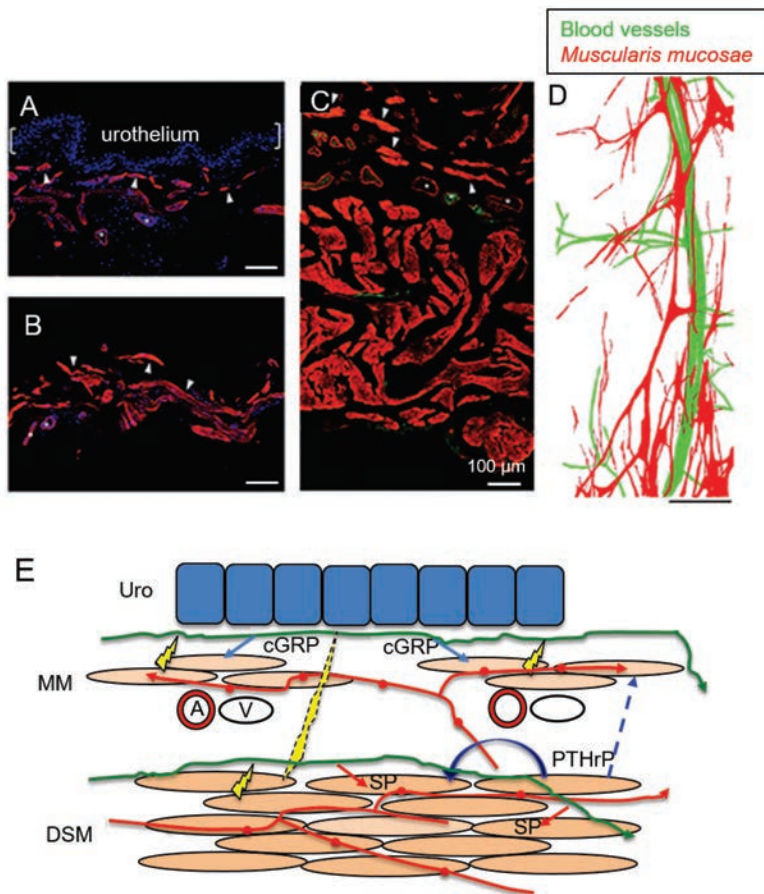 Blood vessels
Muscularis mucosae
A
urothelium
B
C
100 µm
D
E
Uro
cGRP
cGRP
MM
A
V
PTHrP
SP
SP
DSM